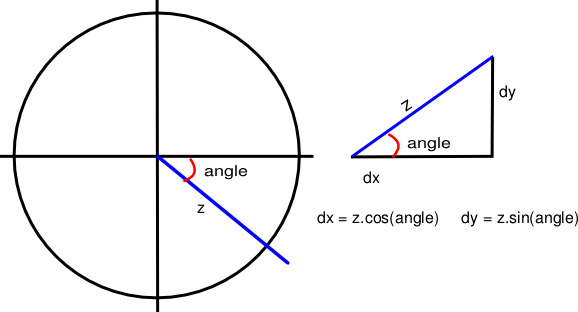 angle
z
z
dy
angle
dx
dx = z.cos(angle) dy = z.sin(angle)